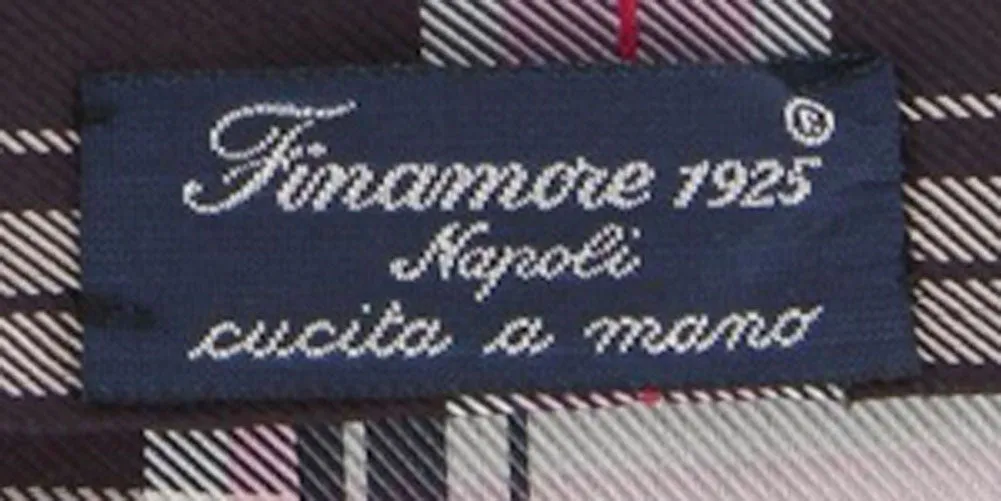 Finamore 1925®
Napoli
cucita a mano